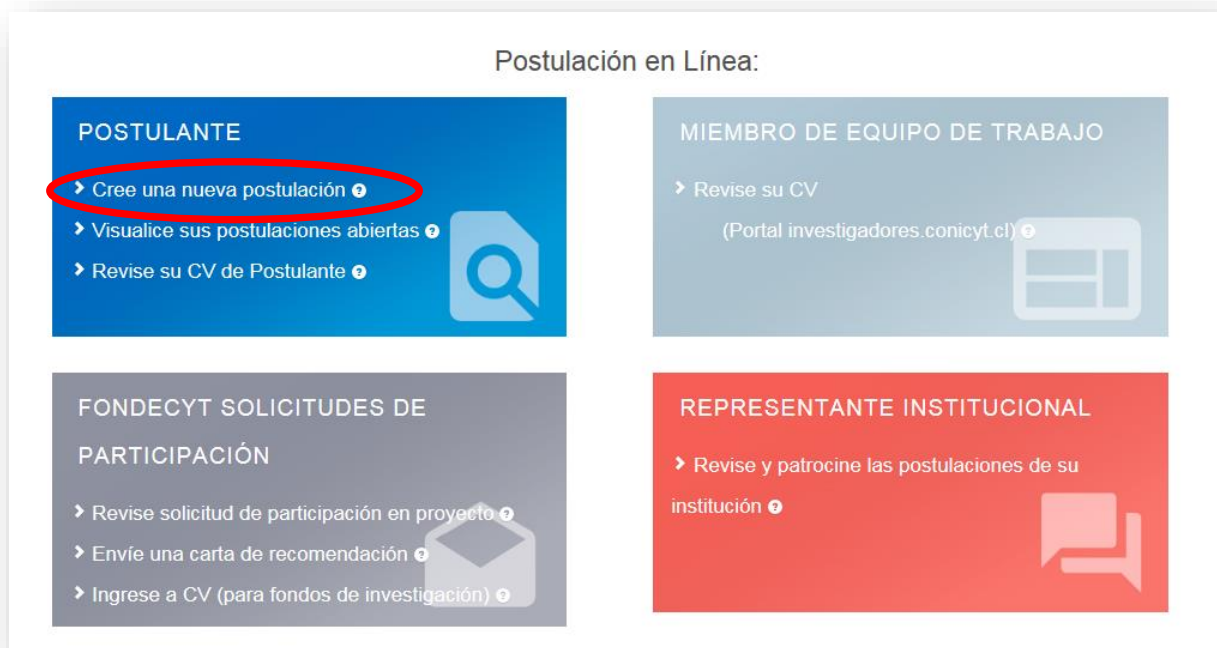 Postulación en Línea:
POSTULANTE
Cree una nueva postulación
Visualice sus postulaciones abiertas
Revise su CV de Postulante
MIEMBRO DE EQUIPO DE TRABAJO
Revise su CV
(Portal investigadores.conicyt.cl)
FONDECYT SOLICITUDES DE
PARTICIPACIÓN
Revise solicitud de participación en proyecto
Envíe una carta de recomendación
Ingrese a CV (para fondos de investigación)
REPRESENTANTE INSTITUCIONAL
Revise y patrocine las postulaciones de su
institución